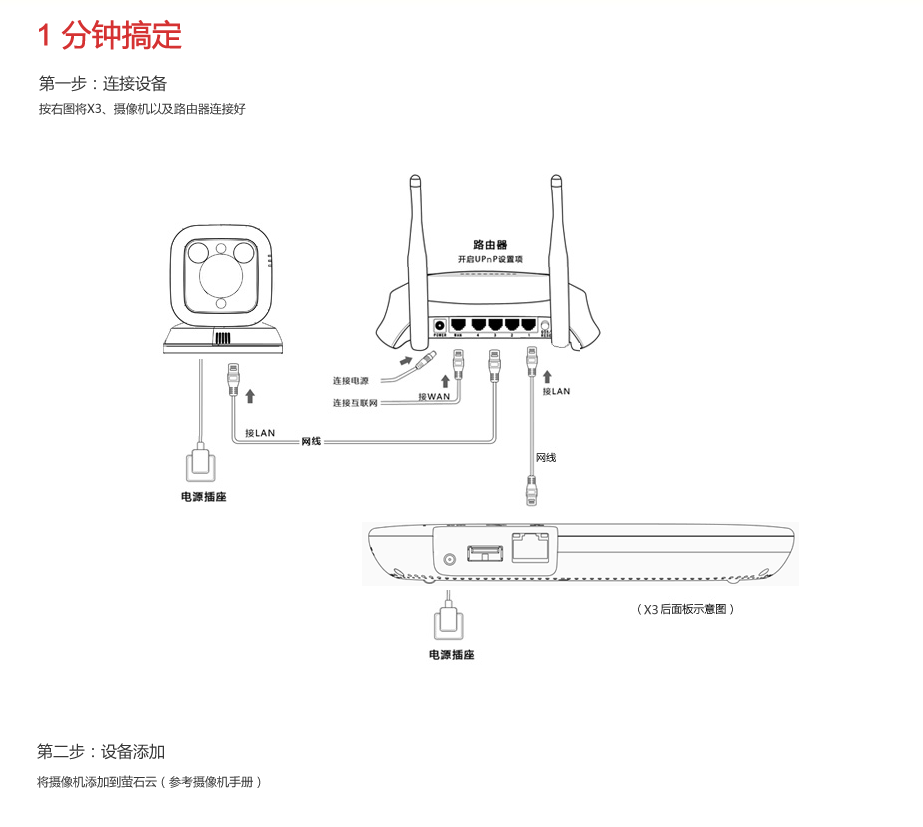 1 分钟搞定
第一步：连接设备
按右图将X3、摄像机以及路由器连接好
路由器
开启UPnP设置项
POWER WAN 4 3 2 1
连接电源
连接互联网
接WAN
接LAN
接LAN
网线
网线
电源插座
（X3后面板示意图）
电源插座
第二步：设备添加
将摄像机添加到萤石云（参考摄像机手册）